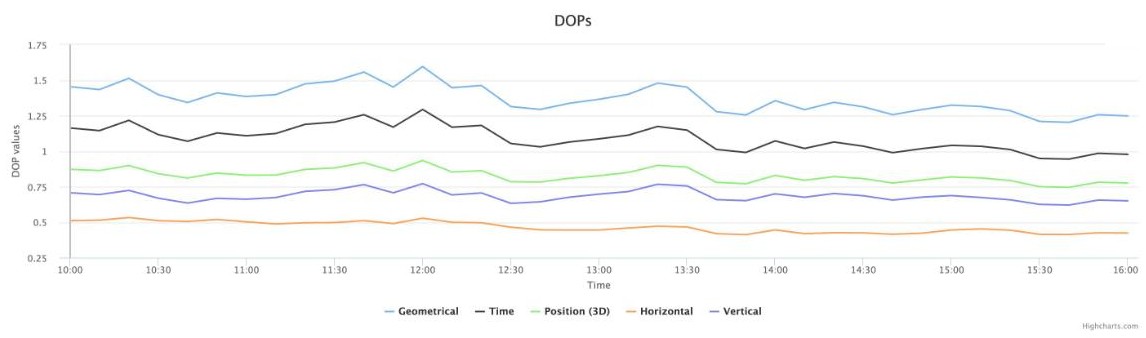 DOPs
1.75
1.5
1.25
1
0.75
0.5
0.25
DOP values
10:00 10:30 11:00 11:30 12:00 12:30 13:00 13:30 14:00 14:30 15:00 15:30 16:00
Time
Geometrical Time Position (3D) Horizontal Vertical
Highcharts.com